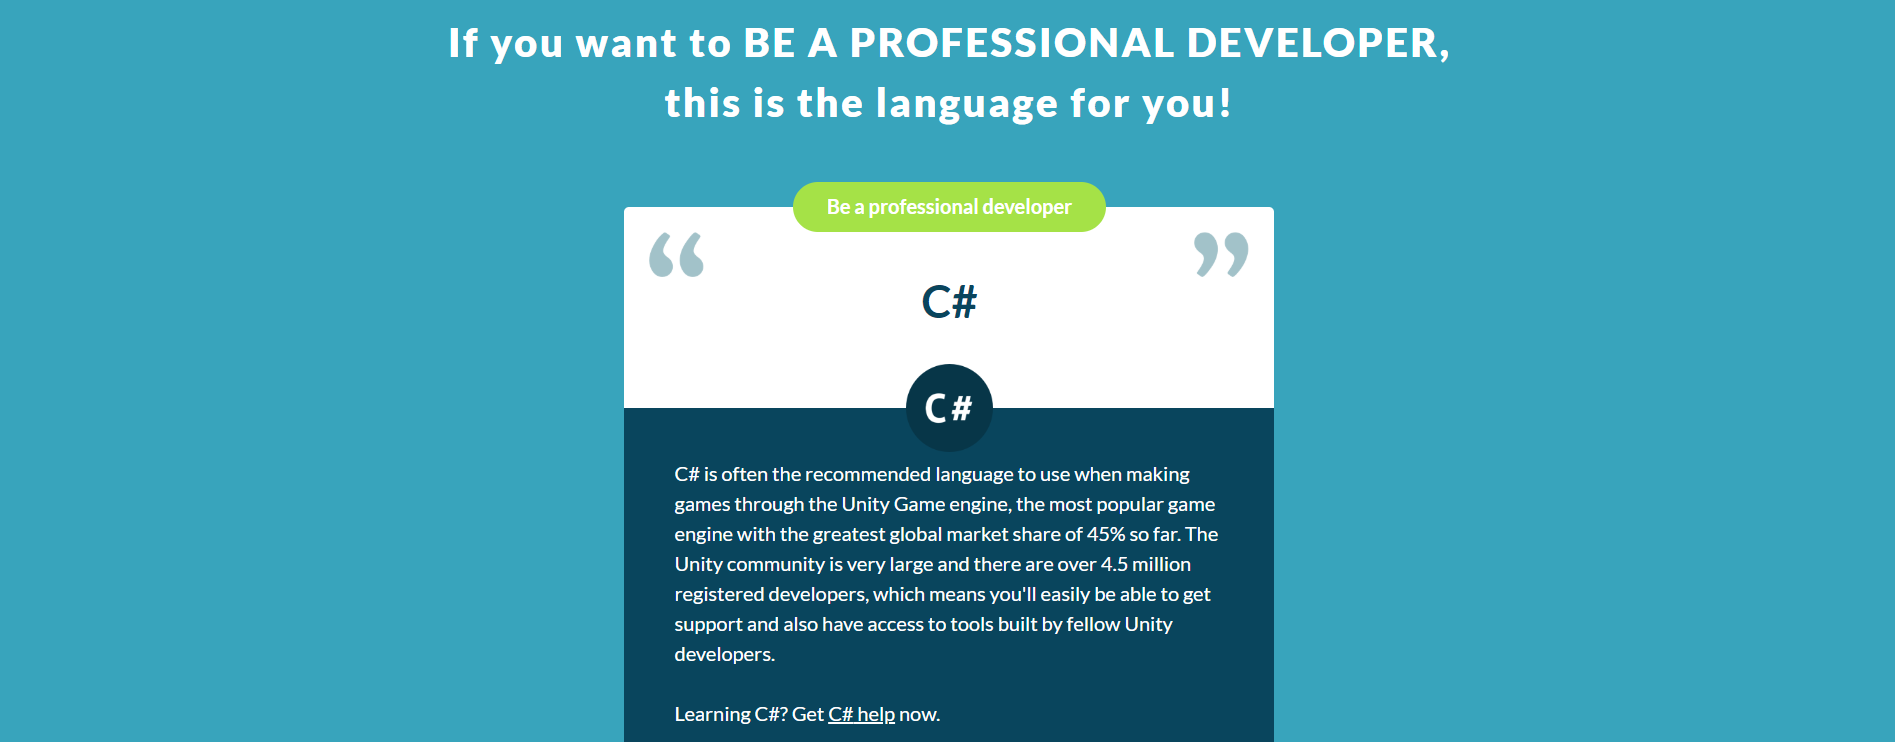 If you want to BE A PROFESSIONAL DEVELOPER,
this is the language for you!
Be a professional developer
“ ”
C#
C#
C# is often the recommended language to use when making
games through the Unity Game engine, the most popular game
engine with the greatest global market share of 45% so far. The
Unity community is very large and there are over 4.5 million
registered developers, which means you'll easily be able to get
support and also have access to tools built by fellow Unity
developers.
Learning C#? Get C# help now.